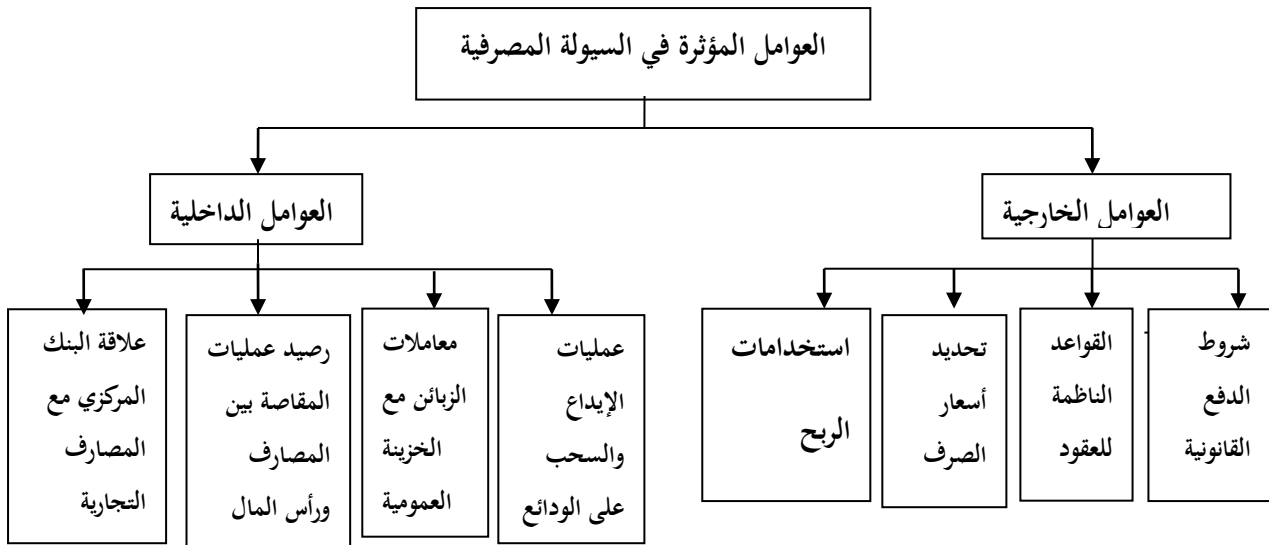 العوامل المؤثرة في السيولة المصرفية
العوامل الخارجية
العوامل الداخلية
شروط
الدفع
القانونية
القواعد
الناظمة
للعقود
تحديد
أسعار
الصرف
استخدامات
الربح
عمليات
الإيداع
والسحب
على الودائع
معاملات
الزبائن مع
الخزينة
العمومية
رصيد عمليات
المقاصة بين
المصارف
ورأس المال
علاقة البنك
المركزي مع
المصارف
التجارية